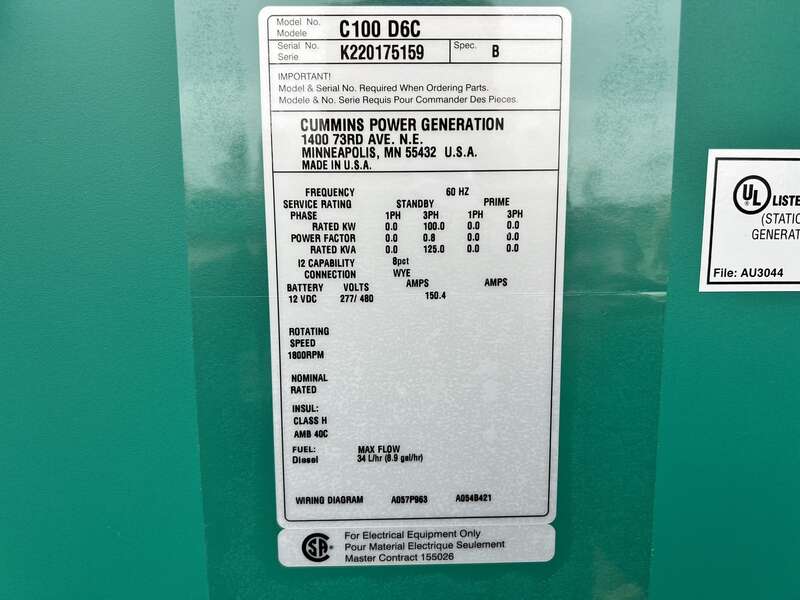 Model No. C100 D6C
Modele
Serial No. K220175159 Spec. B
Serie
IMPORTANT!
Model & Serial No. Required When Ordering Parts.
Modele & No. Serie Requis Pour Commander Des Pieces.
CUMMINS POWER GENERATION
1400 73RD AVE. N.E.
MINNEAPOLIS, MN 55432 U.S.A.
MADE IN U.S.A.
FREQUENCY 60 HZ
SERVICE RATING STANDBY PRIME
PHASE 1PH 3PH 1PH 3PH
RATED KW 0.0 100.0 0.0 0.0
POWER FACTOR 0.0 0.8 0.0 0.0
RATED KVA 0.0 125.0 0.0 0.0
I2 CAPABILITY 8pct
CONNECTION WYE
BATTERY VOLTS AMPS AMPS
12 VDC 277/ 480 150.4
ROTATING
SPEED
1800RPM
NOMINAL
RATED
INSUL:
CLASS H
AMB 40C
FUEL: MAX FLOW
Diesel 34 L/hr (8.9 gal/hr)
WIRING DIAGRAM A057P963 A054B421
CSA
For Electrical Equipment Only
Pour Material Electrique Seulement
Master Contract 155026
UL LISTE
(STATIC
GENERAT
File: AU3044